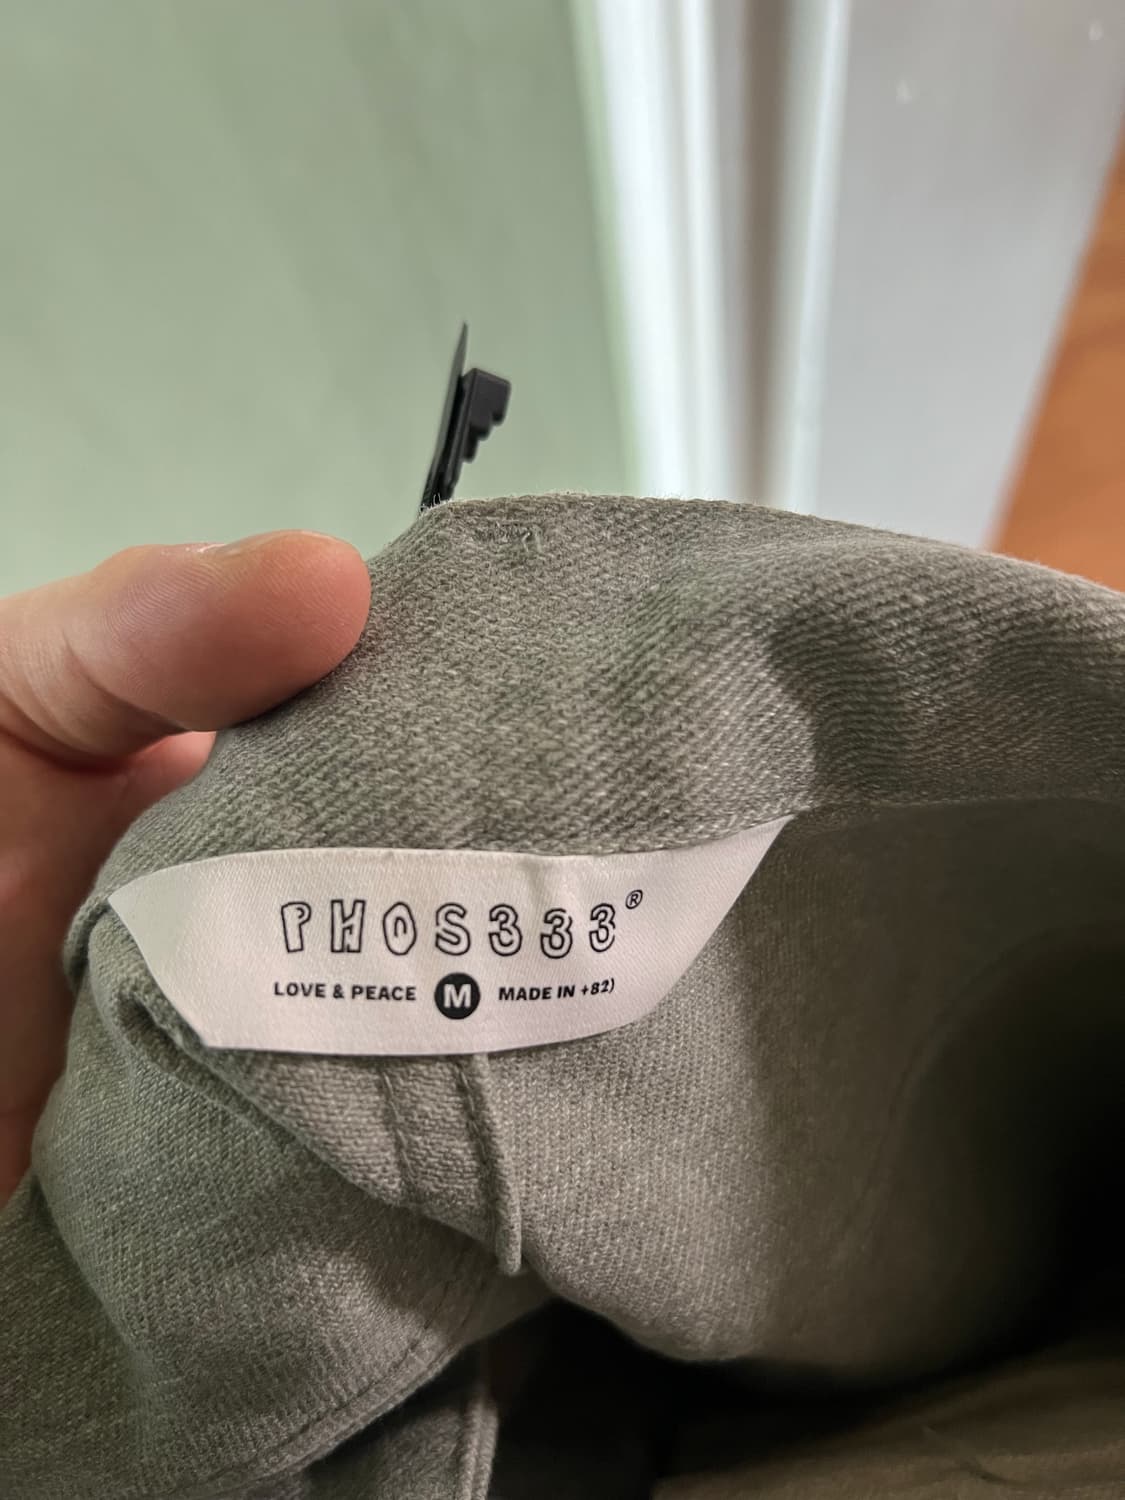 PHOS333®
LOVE & PEACE M MADE IN +82)